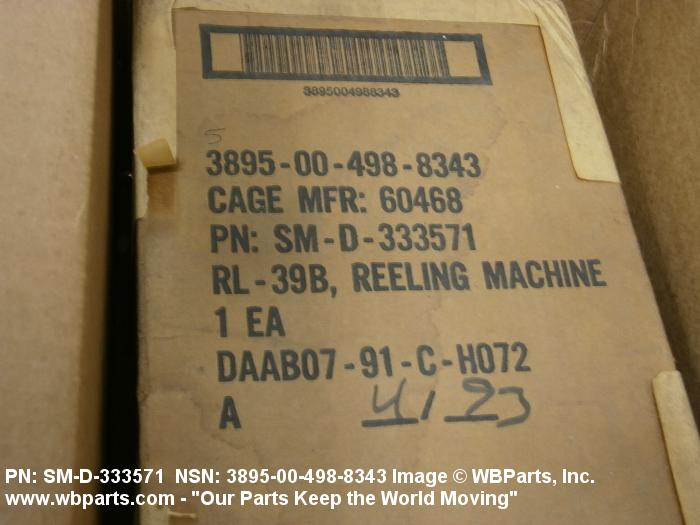 3895004988343
5
3895-00-498-8343
CAGE MFR: 60468
PN: SM-D-333571
RL-39B, REELING MACHINE
1 EA
DAAB07-91-C-H072
A 4/23
PN: SM-D-333571 NSN: 3895-00-498-8343 Image © WBParts, Inc.
www.wbparts.com - "Our Parts Keep the World Moving"